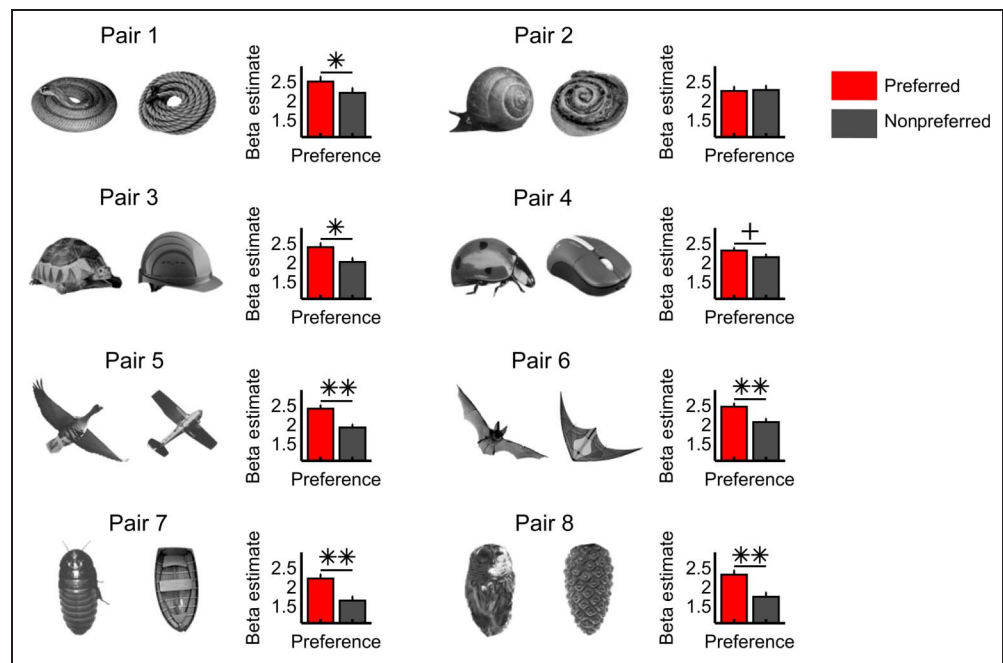 Pair 1
Beta estimate
2.5
2
1.5
*
Preference
Pair 2
Beta estimate
2.5
2
1.5
Preference
Preferred
Nonpreferred
Pair 3
Beta estimate
2.5
2
1.5
*
Preference
Pair 4
Beta estimate
2.5
2
1.5
+
Preference
Pair 5
Beta estimate
2.5
2
1.5
**
Preference
Pair 6
Beta estimate
2.5
2
1.5
**
Preference
Pair 7
Beta estimate
2.5
2
1.5
**
Preference
Pair 8
Beta estimate
2.5
2
1.5
**
Preference